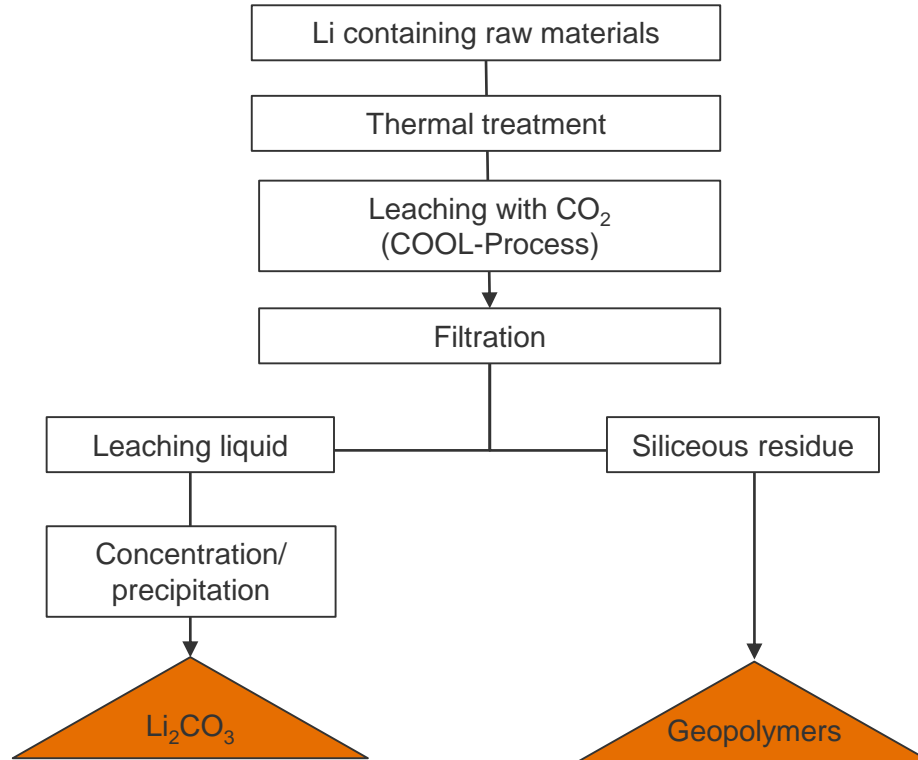 Li containing raw materials
Thermal treatment
Leaching with CO₂
(COOL-Process)
Filtration
Leaching liquid
Siliceous residue
Concentration/
precipitation
Li₂CO₃
Geopolymers